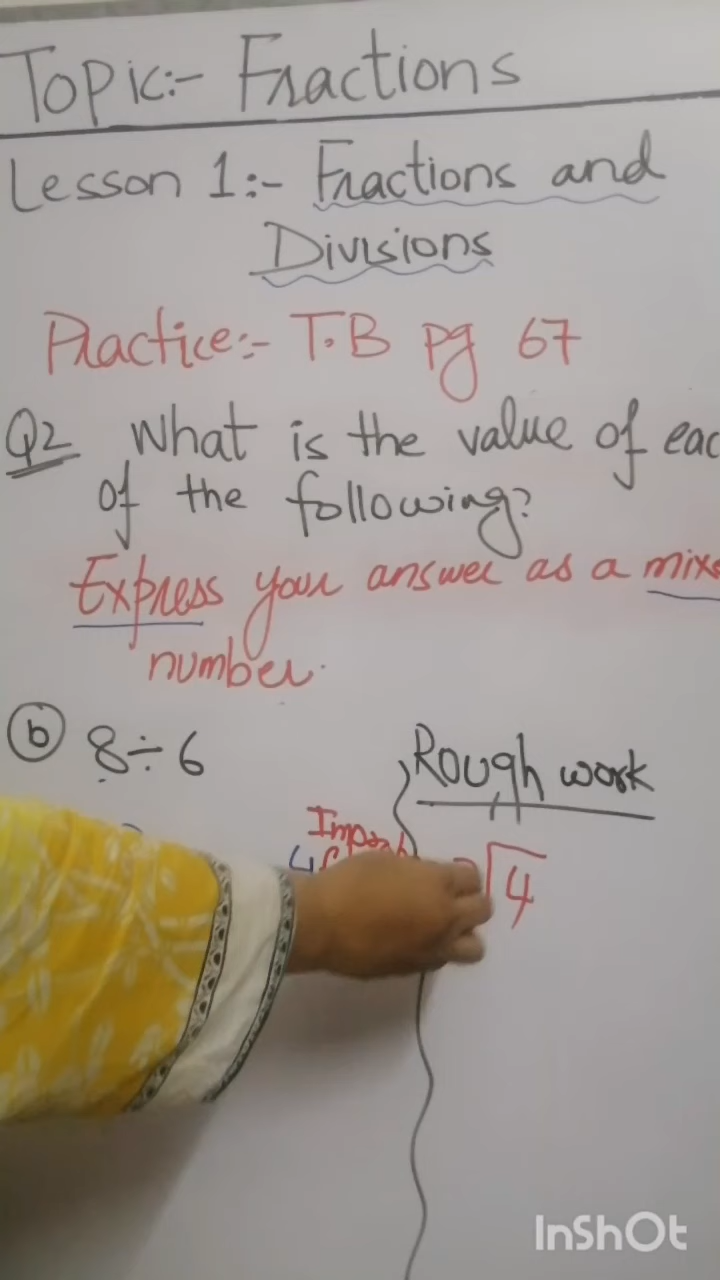 Topic:- Fractions
Lesson 1:- Fractions and
Divisions
Practice:- T.B pg 67
Q2 What is the value of eac
of the following?
Express your answer as a mixe
number.
b 8÷6
Rough work
4
InShOt